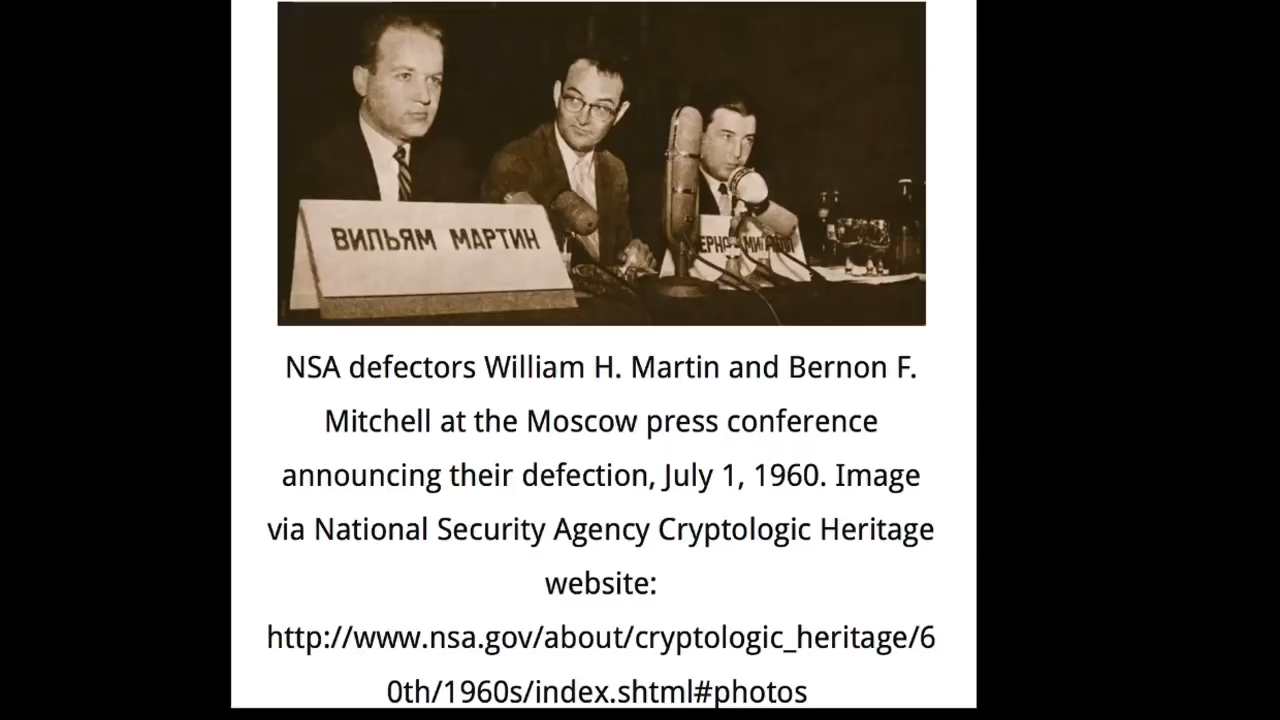 ВИЛЬЯМ МАРТИН
NSA defectors William H. Martin and Bernon F.
Mitchell at the Moscow press conference
announcing their defection, July 1, 1960. Image
via National Security Agency Cryptologic Heritage
website:
http://www.nsa.gov/about/cryptologic_heritage/6
0th/1960s/index.shtml#photos